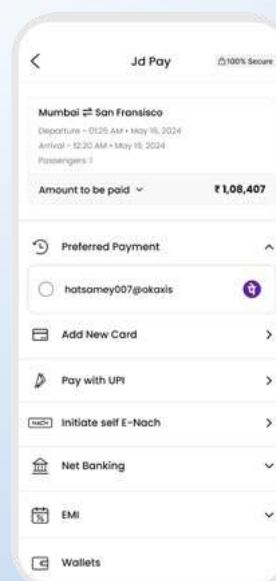 Jd Pay
100% Secure
Mumbai ⇌ San Fransisco
Departure - 01:25 AM • May 16, 2024
Arrival - 12:20 AM • May 16, 2024
Passengers: 1
Amount to be paid ₹ 1,08,407
Preferred Payment
hatsamey007@okaxis
पे
Add New Card
Pay with UPI
NACH Initiate self E-Nach
Net Banking
% EMI
Wallets